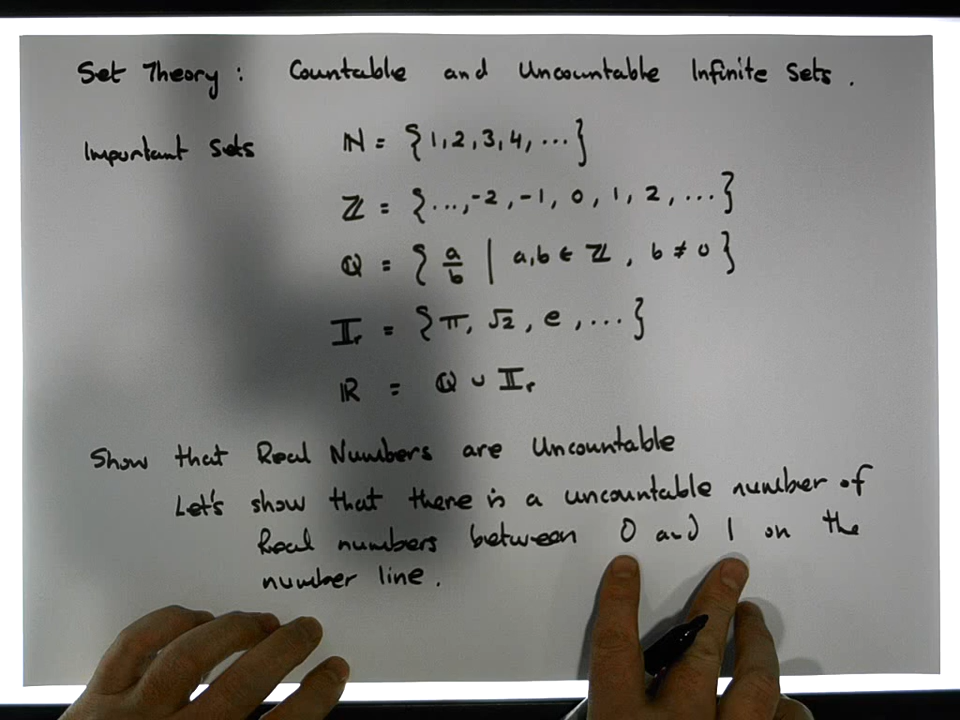 Set Theory : Countable and Uncountable Infinite Sets .
Important Sets ℕ = {1,2,3,4,...}
ℤ = {...,-2,-1,0,1,2,...}
ℚ = {a/b | a,b ∈ ℤ, b ≠ 0}
𝕀r = {π, √2, e, ...}
ℝ = ℚ ∪ 𝕀r
Show that Real Numbers are Uncountable
Let's show that there is a uncountable number of
Real numbers between 0 and 1 on the
number line .